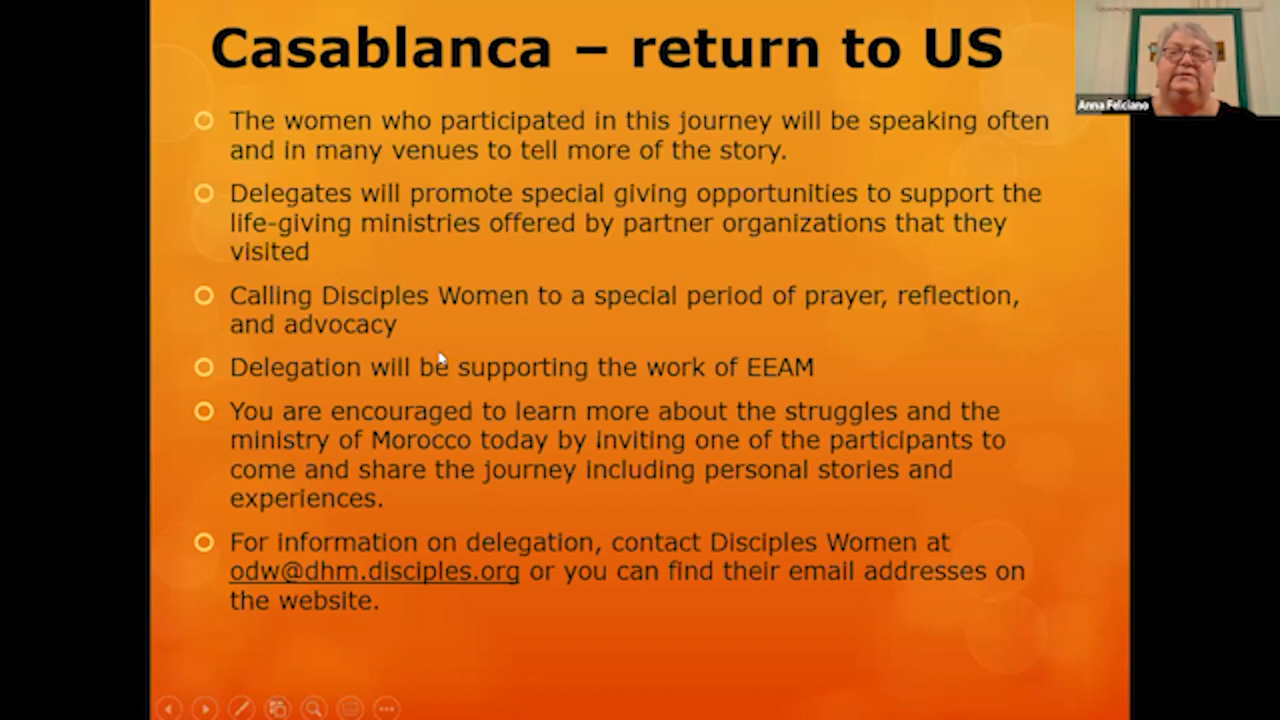 Casablanca – return to US
Anna Felciano
The women who participated in this journey will be speaking often
and in many venues to tell more of the story.
Delegates will promote special giving opportunities to support the
life-giving ministries offered by partner organizations that they
visited
Calling Disciples Women to a special period of prayer, reflection,
and advocacy
Delegation will be supporting the work of EEAM
You are encouraged to learn more about the struggles and the
ministry of Morocco today by inviting one of the participants to
come and share the journey including personal stories and
experiences.
For information on delegation, contact Disciples Women at
odw@dhm.disciples.org or you can find their email addresses on
the website.